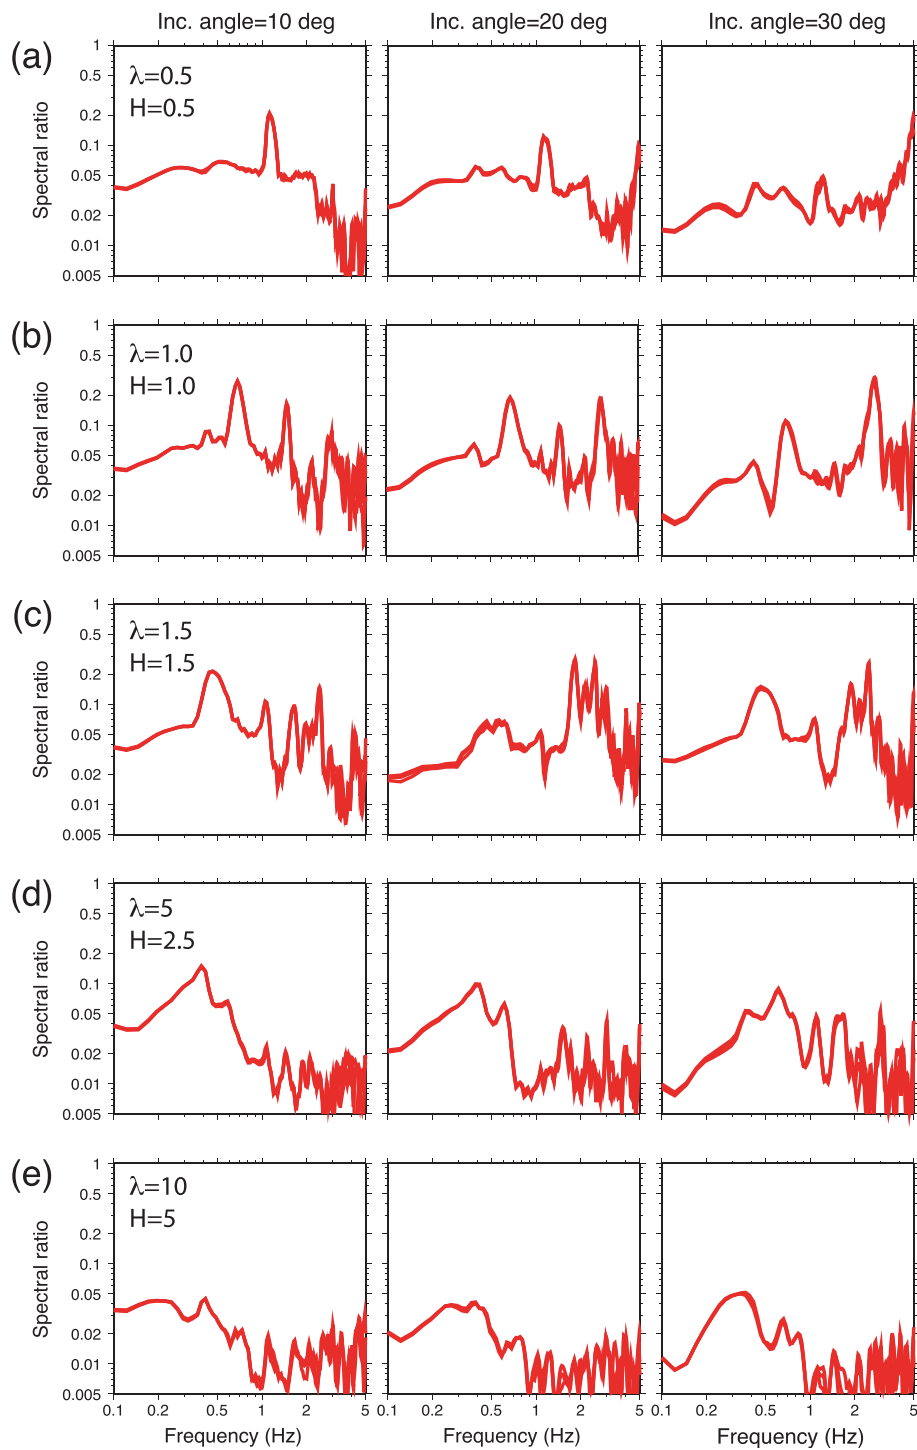 Inc. angle=10 deg Inc. angle=20 deg Inc. angle=30 deg
(a)
λ=0.5
H=0.5
Spectral ratio
1
0.5
0.2
0.1
0.05
0.02
0.01
0.005
(b)
λ=1.0
H=1.0
Spectral ratio
1
0.5
0.2
0.1
0.05
0.02
0.01
0.005
(c)
λ=1.5
H=1.5
Spectral ratio
1
0.5
0.2
0.1
0.05
0.02
0.01
0.005
(d)
λ=5
H=2.5
Spectral ratio
1
0.5
0.2
0.1
0.05
0.02
0.01
0.005
(e)
λ=10
H=5
Spectral ratio
1
0.5
0.2
0.1
0.05
0.02
0.01
0.005
0.1 0.2 0.5 1 2 5 0.1 0.2 0.5 1 2 5 0.1 0.2 0.5 1 2 5
Frequency (Hz) Frequency (Hz) Frequency (Hz)